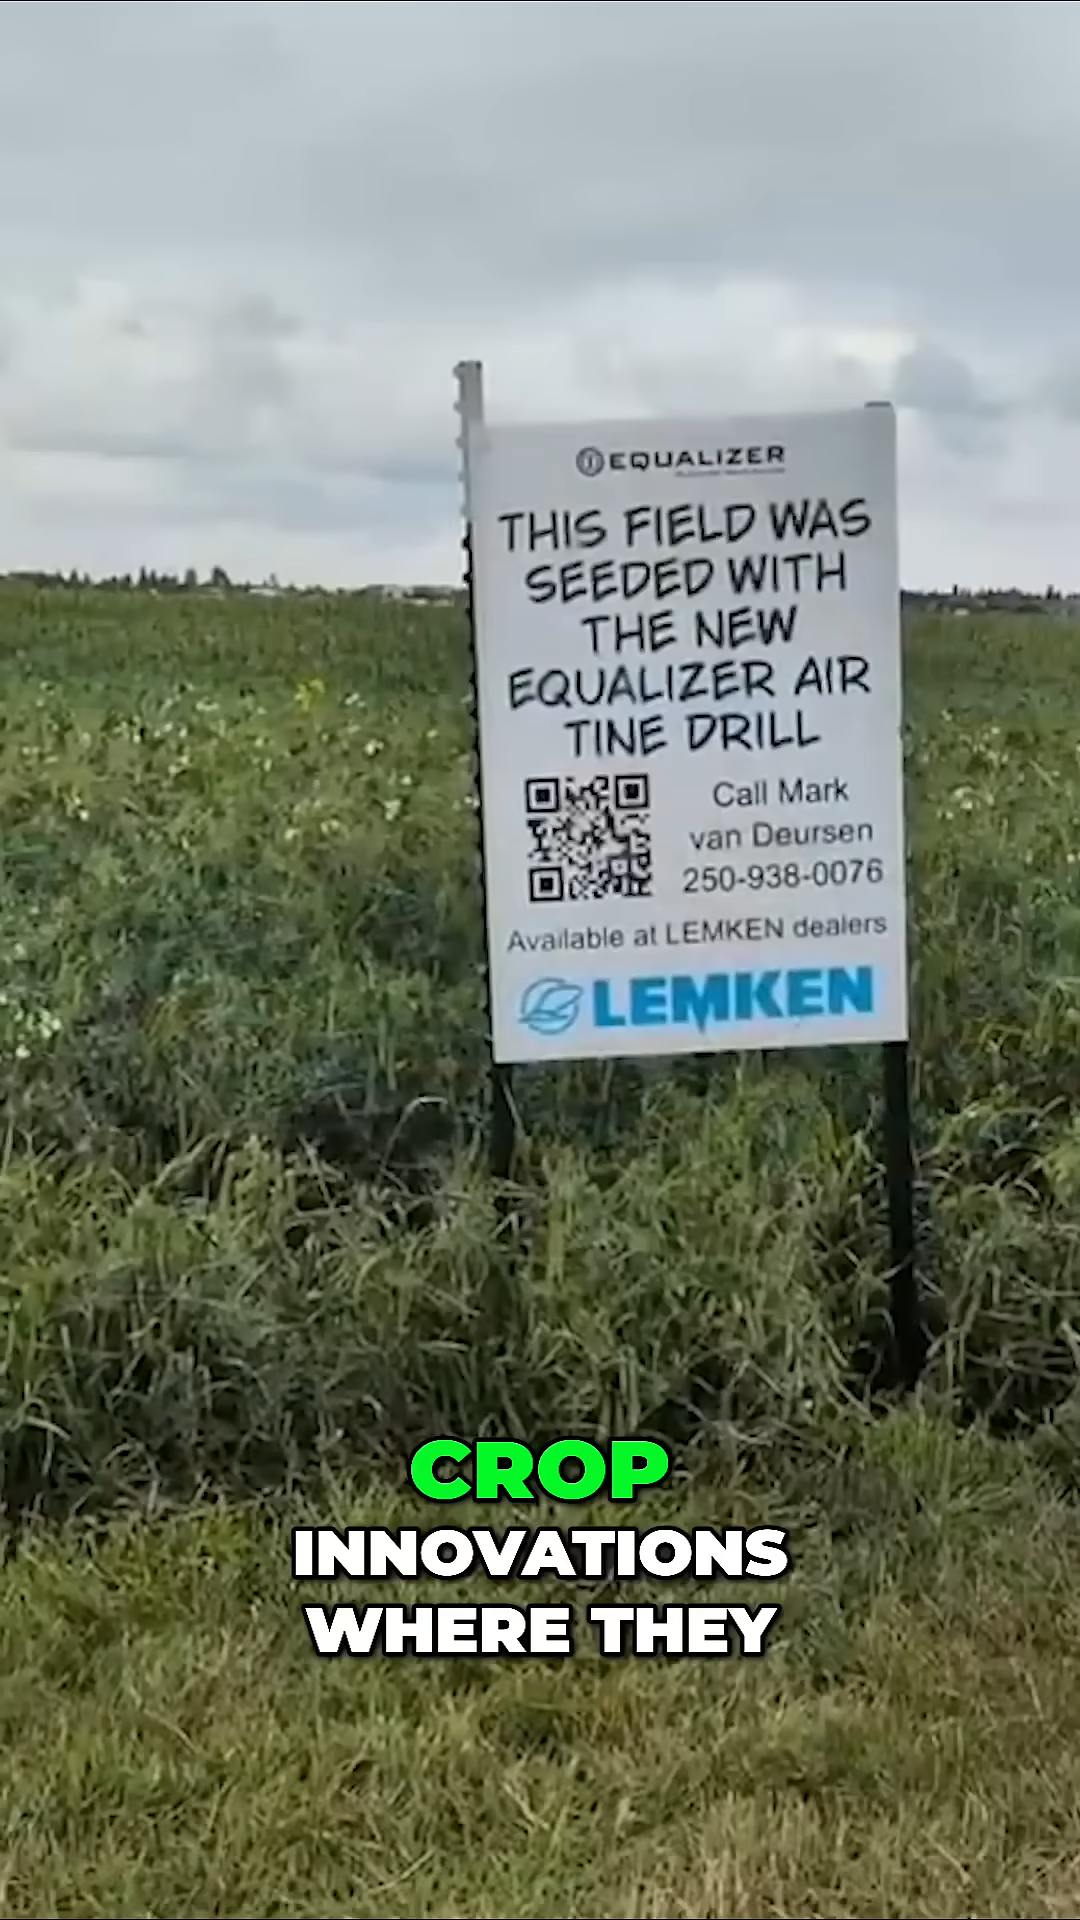 EQUALIZER
THIS FIELD WAS
SEEDED WITH
THE NEW
EQUALIZER AIR
TINE DRILL
Call Mark
van Deursen
250-938-0076
Available at LEMKEN dealers
LEMKEN
CROP
INNOVATIONS
WHERE THEY